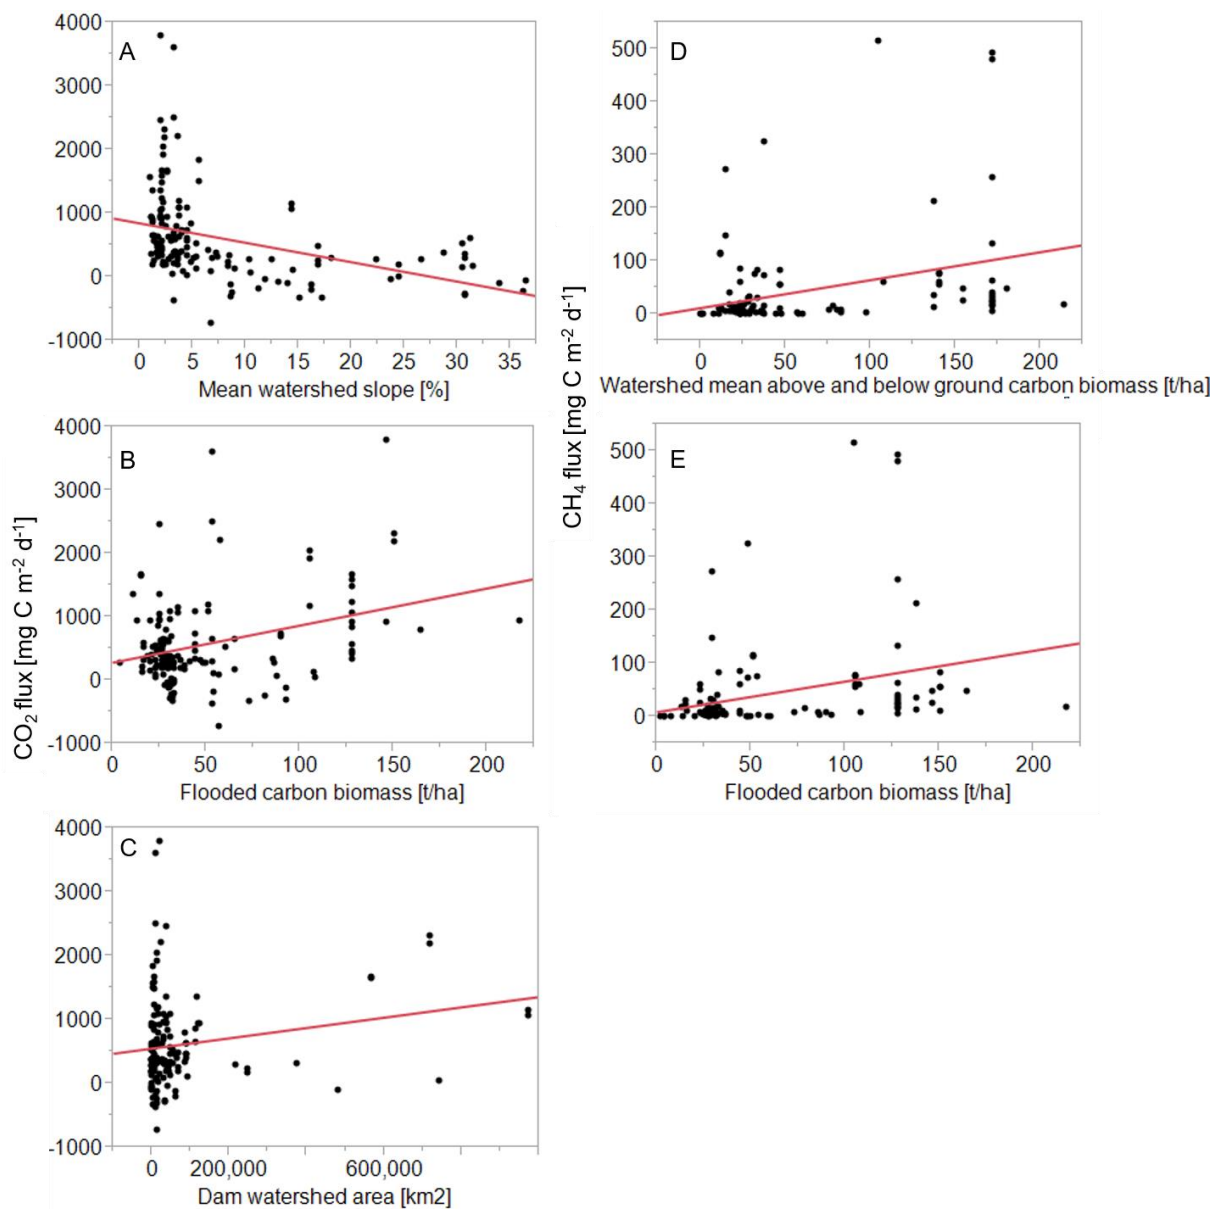 4000
A
3000
2000
1000
0
-1000
0 5 10 15 20 25 30 35
Mean watershed slope [%]
4000
B
3000
2000
1000
0
-1000
0 50 100 150 200
Flooded carbon biomass [t/ha]
CO2 flux [mg C m-2 d-1]
4000
C
3000
2000
1000
0
-1000
0 200,000 600,000
Dam watershed area [km2]
D
500
400
300
200
100
0
0 50 100 150 200
Watershed mean above and below ground carbon biomass [t/ha]
CH4 flux [mg C m-2 d-1]
E
500
400
300
200
100
0
0 50 100 150 200
Flooded carbon biomass [t/ha]